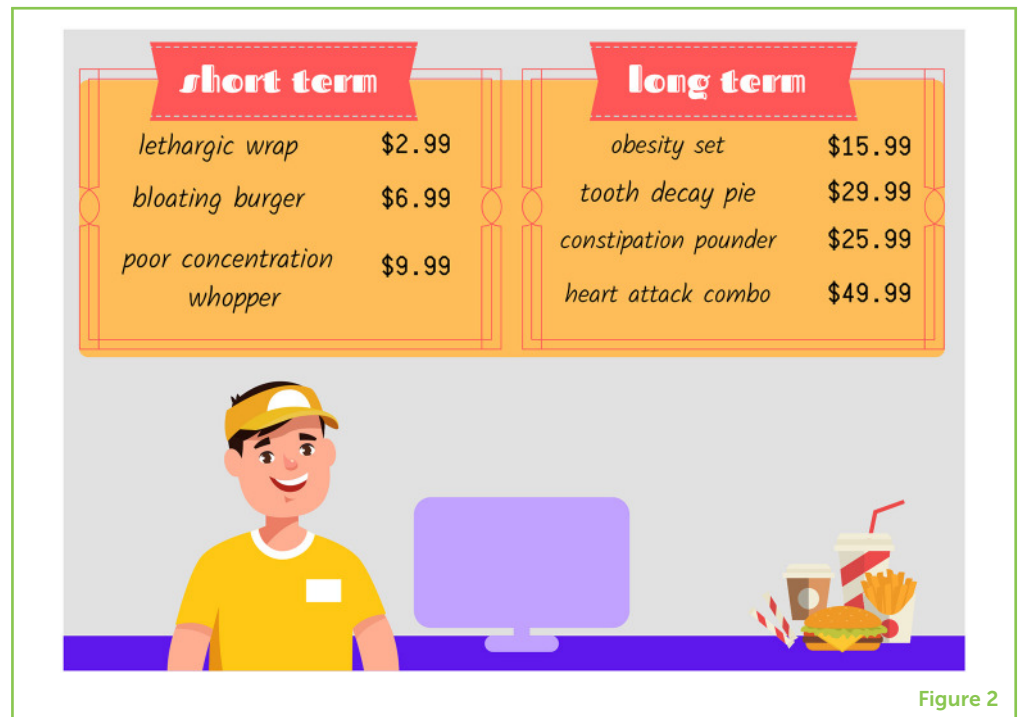 short term
lethargic wrap $2.99
bloating burger $6.99
poor concentration $9.99
whopper
long term
obesity set $15.99
tooth decay pie $29.99
constipation pounder $25.99
heart attack combo $49.99
Figure 2